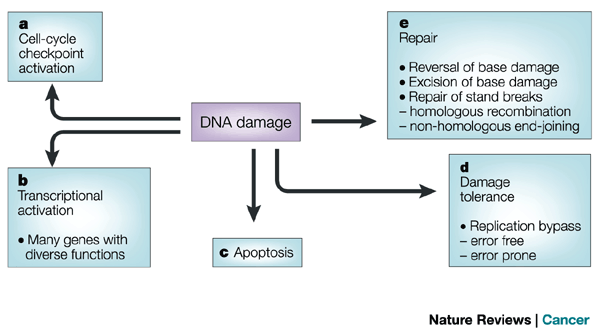 a
Cell-cycle
checkpoint
activation
b
Transcriptional
activation
• Many genes with
diverse functions
DNA damage
c Apoptosis
e
Repair
• Reversal of base damage
• Excision of base damage
• Repair of stand breaks
– homologous recombination
– non-homologous end-joining
d
Damage
tolerance
• Replication bypass
– error free
– error prone
Nature Reviews | Cancer